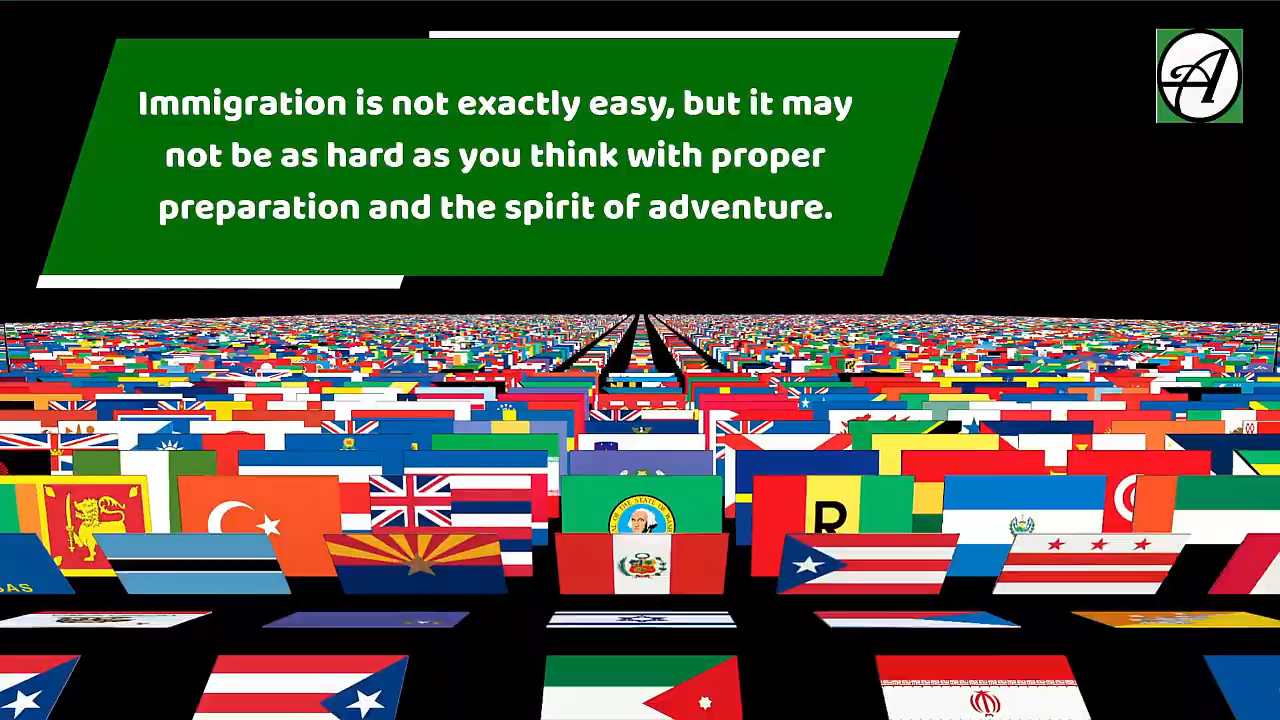 Immigration is not exactly easy, but it may
not be as hard as you think with proper
preparation and the spirit of adventure.
A
R